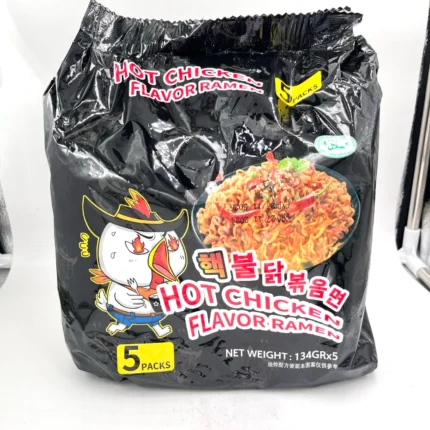 HOT CHICKEN
FLAVOR RAMEN
5
PACKS
핵불닭볶음면
HOT CHICKEN
FLAVOR RAMEN
5
PACKS
NET WEIGHT : 134GRx5